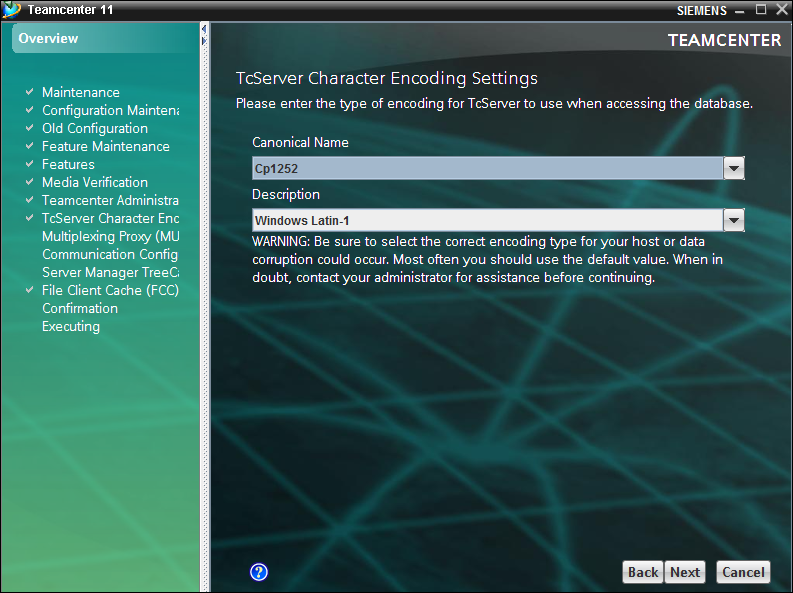 Teamcenter 11
SIEMENS
Overview
TEAMCENTER
Maintenance
Configuration Maintena
Old Configuration
Feature Maintenance
Features
Media Verification
Teamcenter Administra
TcServer Character Enc
Multiplexing Proxy (MU
Communication Config
Server Manager TreeCa
File Client Cache (FCC)
Confirmation
Executing
TcServer Character Encoding Settings
Please enter the type of encoding for TcServer to use when accessing the database.
Canonical Name
Cp1252
Description
Windows Latin-1
WARNING: Be sure to select the correct encoding type for your host or data
corruption could occur. Most often you should use the default value. When in
doubt, contact your administrator for assistance before continuing.
?
Back Next Cancel